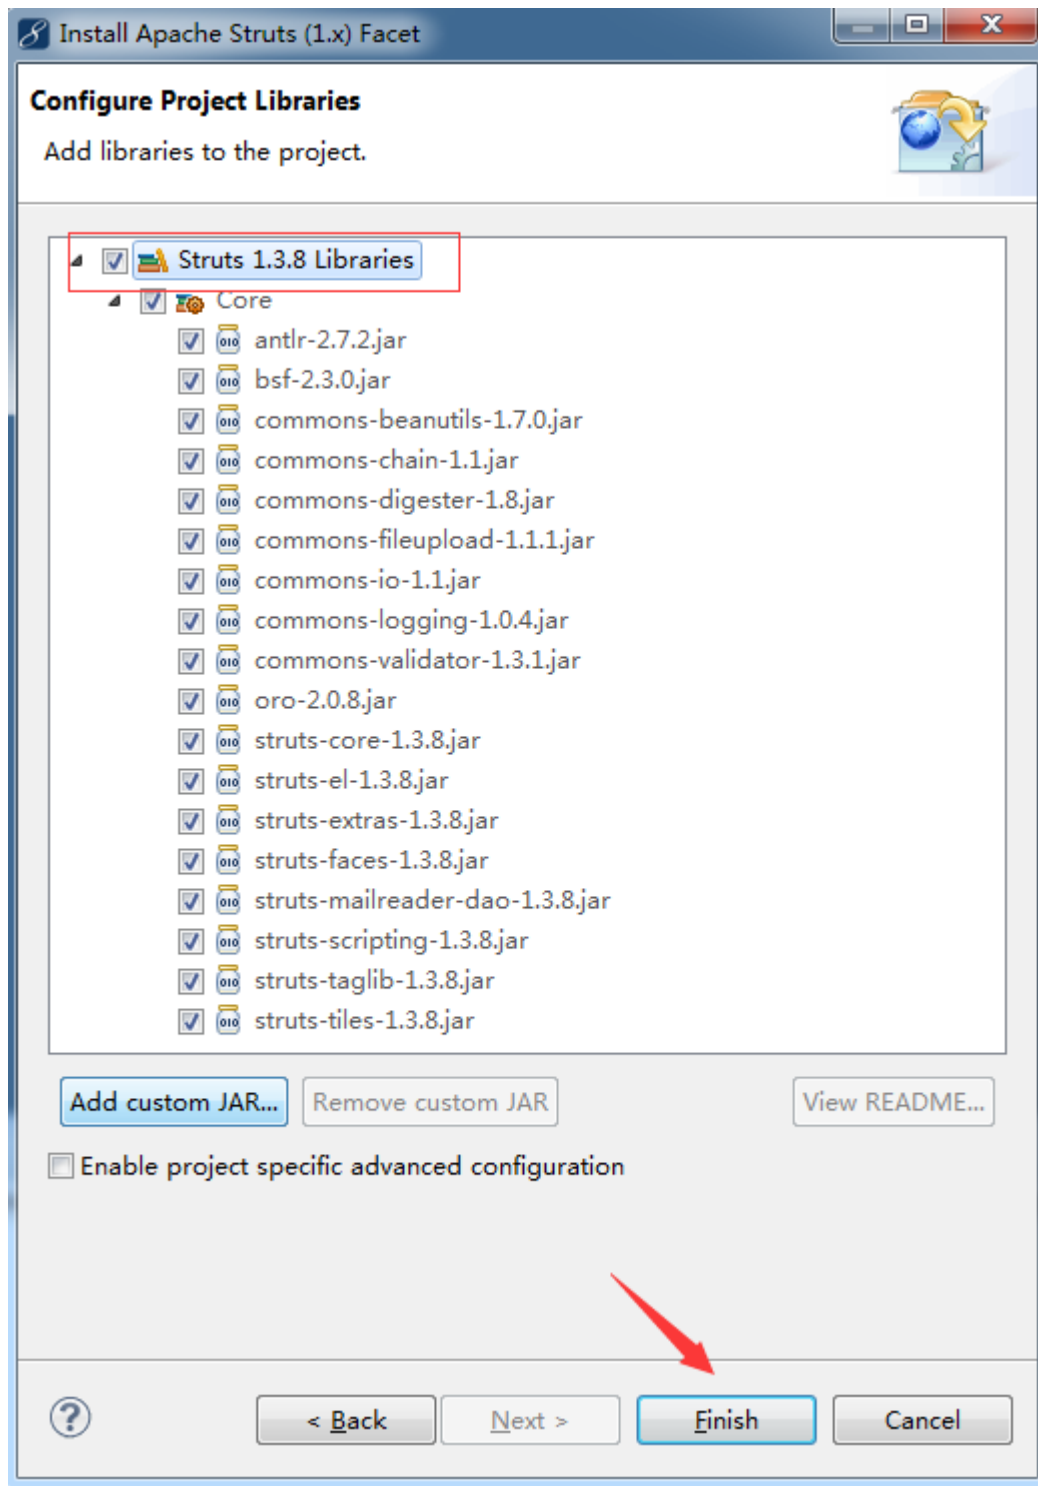 Install Apache Struts (1.x) Facet
Configure Project Libraries
Add libraries to the project.
Struts 1.3.8 Libraries
Core
antlr-2.7.2.jar
bsf-2.3.0.jar
commons-beanutils-1.7.0.jar
commons-chain-1.1.jar
commons-digester-1.8.jar
commons-fileupload-1.1.1.jar
commons-io-1.1.jar
commons-logging-1.0.4.jar
commons-validator-1.3.1.jar
oro-2.0.8.jar
struts-core-1.3.8.jar
struts-el-1.3.8.jar
struts-extras-1.3.8.jar
struts-faces-1.3.8.jar
struts-mailreader-dao-1.3.8.jar
struts-scripting-1.3.8.jar
struts-taglib-1.3.8.jar
struts-tiles-1.3.8.jar
Add custom JAR... Remove custom JAR View README...
Enable project specific advanced configuration
? < Back Next > Finish Cancel